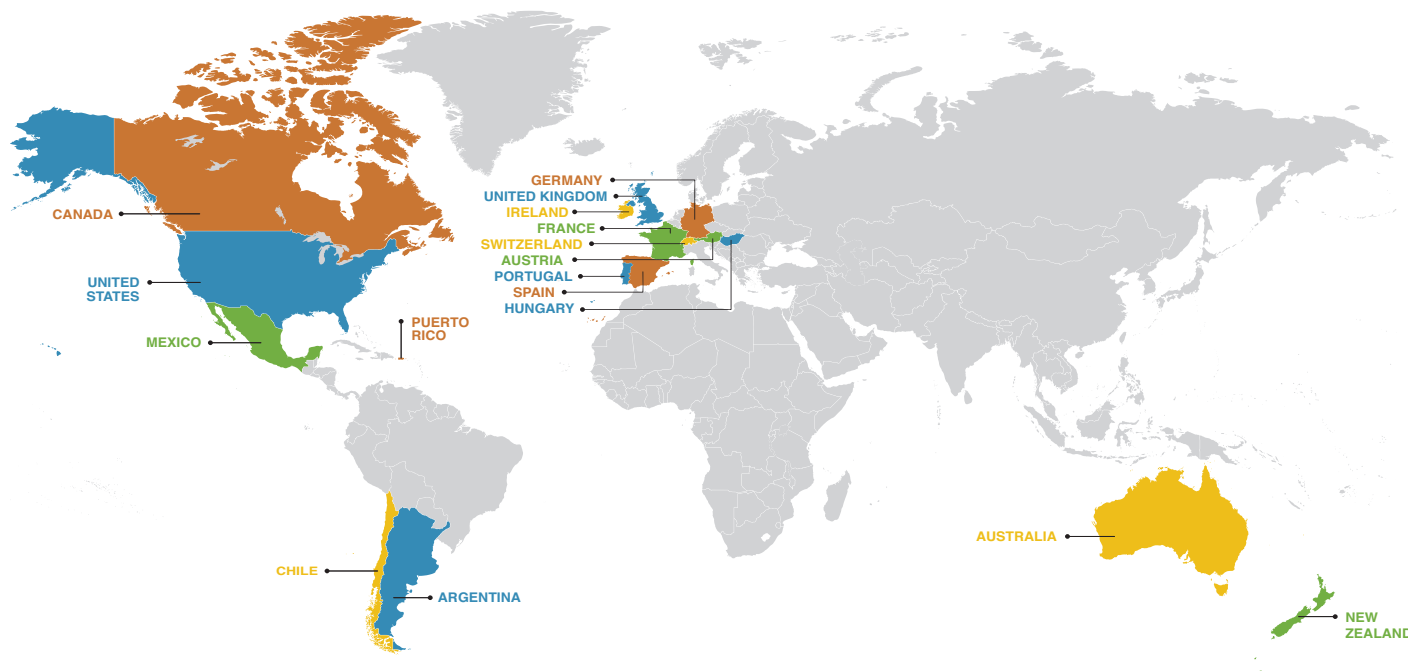 GERMANY
UNITED KINGDOM
IRELAND
CANADA
FRANCE
SWITZERLAND
AUSTRIA
PORTUGAL
UNITED
STATES
SPAIN
HUNGARY
PUERTO
RICO
MEXICO
AUSTRALIA
CHILE
ARGENTINA
NEW
ZEALAND